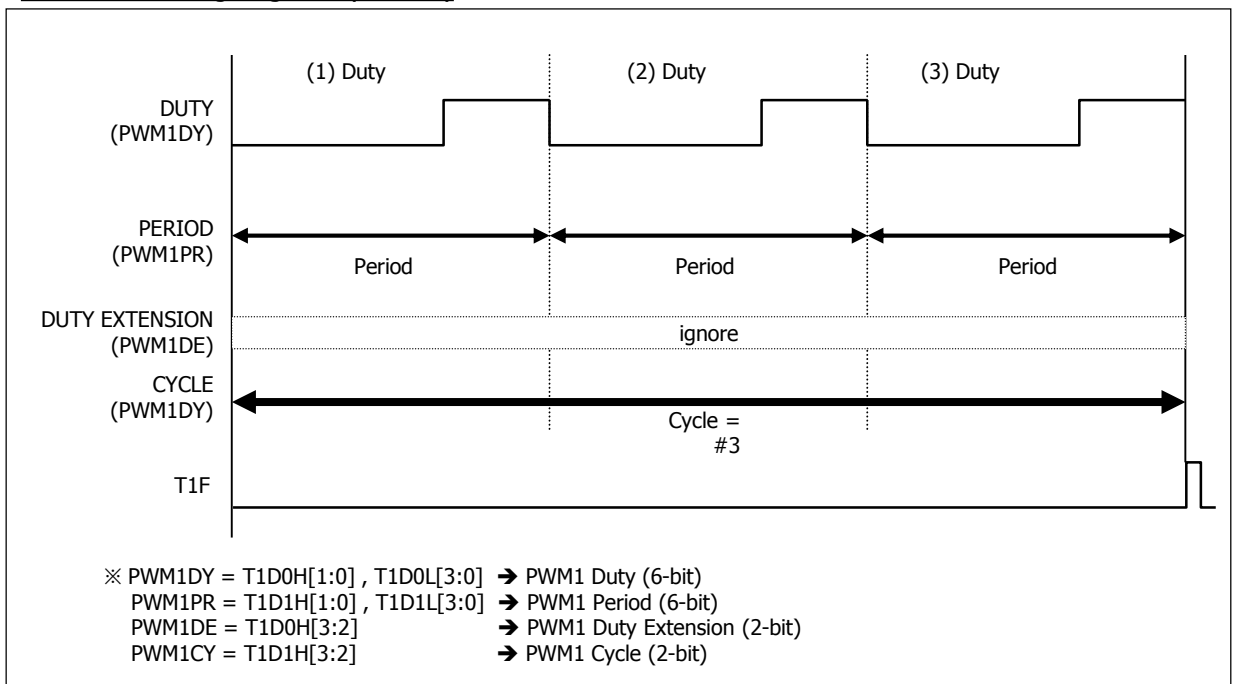 (1) Duty (2) Duty (3) Duty
DUTY
(PWM1DY)
PERIOD
(PWM1PR)
Period Period Period
DUTY EXTENSION
(PWM1DE)
ignore
CYCLE
(PWM1DY)
Cycle =
#3
T1F
※ PWM1DY = T1D0H[1:0] , T1D0L[3:0] ➔ PWM1 Duty (6-bit)
PWM1PR = T1D1H[1:0] , T1D1L[3:0] ➔ PWM1 Period (6-bit)
PWM1DE = T1D0H[3:2] ➔ PWM1 Duty Extension (2-bit)
PWM1CY = T1D1H[3:2] ➔ PWM1 Cycle (2-bit)